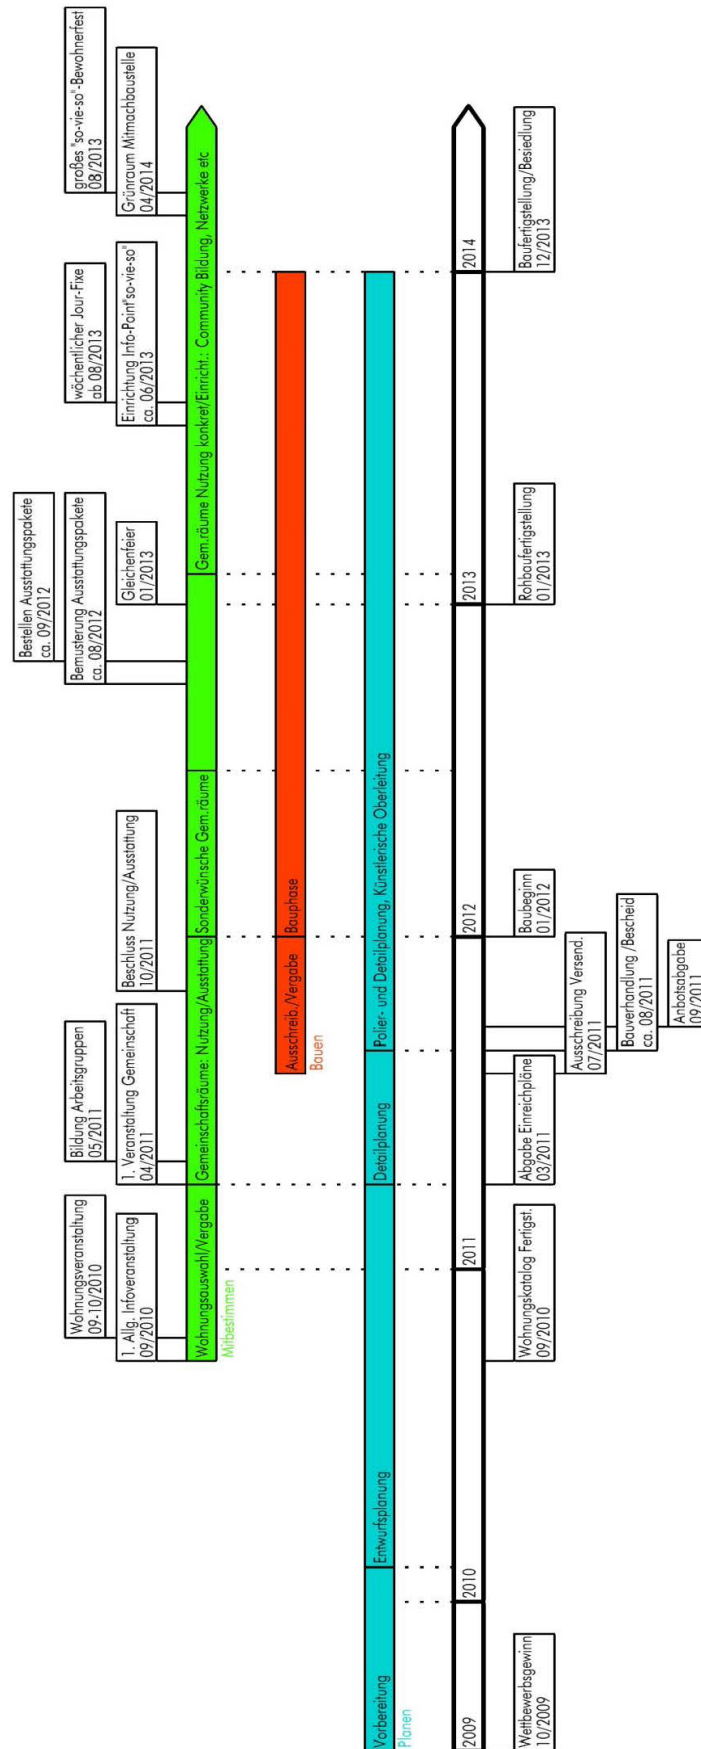 Bestellen Ausstattungspakete
ca. 09/2012
Wohnungsveranstaltung
09-10/2010
Bildung Arbeitsgruppen
05/2011
Bemusterung Ausstattungspakete
ca. 08/2012
wöchentlicher Jour-Fixe
ab 08/2013
großes "so-vie-so"-Bewohnerfest
08/2013
1. Allg. Infoveranstaltung
09/2010
1. Veranstaltung Gemeinschaft
04/2011
Beschluss Nutzung/Ausstattung
10/2011
Gleichenfeier
01/2013
Einrichtung Info-Point"so-vie-so"
ca. 06/2013
Grünraum Mitmachbaustelle
04/2014
Wohnungsauswahl/Vergabe
Gemeinschaftsräume: Nutzung/Ausstattung
Sonderwünsche Gem.räume
Gem.räume Nutzung konkret/Einricht.: Community Bildung, Netzwerke etc
Mitbestimmen
Ausschreib./Vergabe
Bauphase
Bauen
Vorbereitung
Entwurfsplanung
Detailplanung
Polier- und Detailplanung, Künstlerische Oberleitung
Planen
2009
2010
2011
2012
2013
2014
Wettbewerbsgewinn
10/2009
Wohnungskatalog Fertigst.
09/2010
Abgabe Einreichpläne
03/2011
Baubeginn
01/2012
Rohbaufertigstellung
01/2013
Baufertigstellung/Besiedlung
12/2013
Ausschreibung Versend.
07/2011
Bauverhandlung /Bescheid
ca. 08/2011
Anbotsabgabe
09/2011